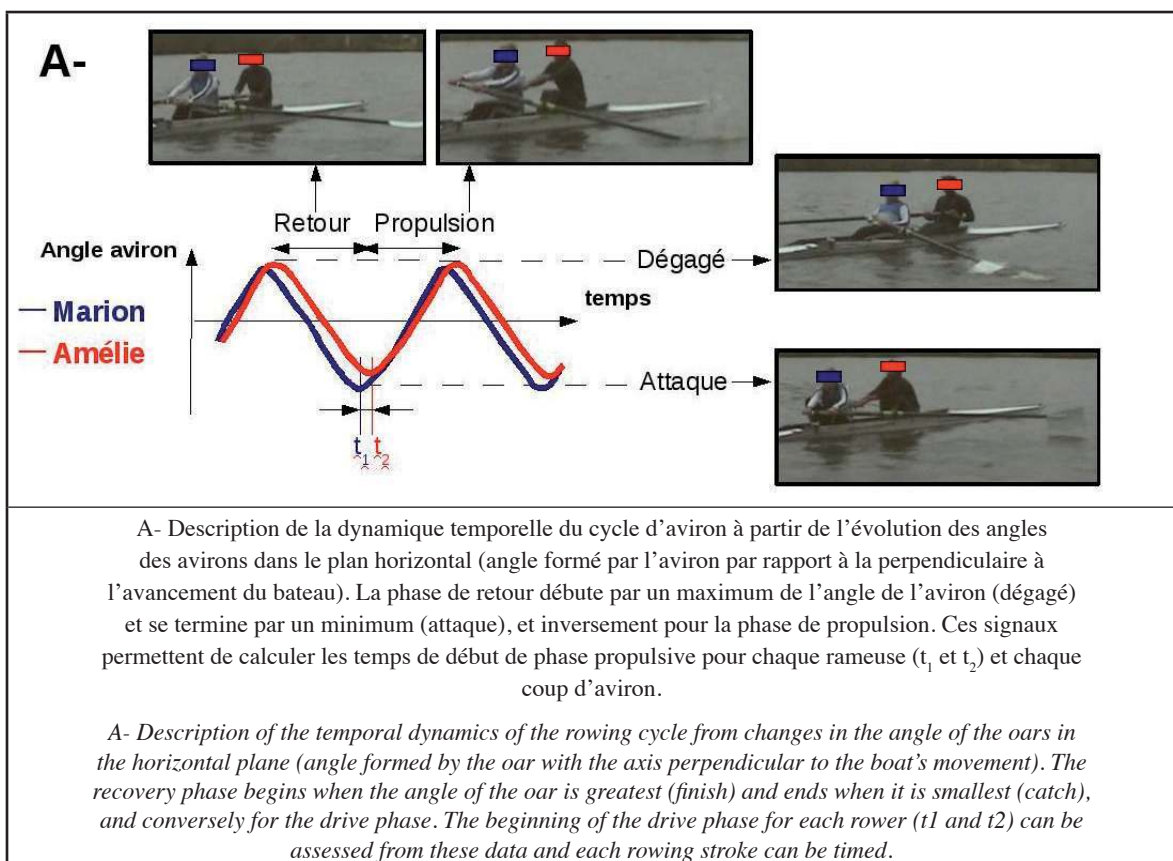 A-
Retour Propulsion
Angle aviron
Dégagé
temps
Marion
Amélie
Attaque
t1 t2
A- Description de la dynamique temporelle du cycle d’aviron à partir de l’évolution des angles
des avirons dans le plan horizontal (angle formé par l’aviron par rapport à la perpendiculaire à
l’avancement du bateau). La phase de retour débute par un maximum de l’angle de l’aviron (dégagé)
et se termine par un minimum (attaque), et inversement pour la phase de propulsion. Ces signaux
permettent de calculer les temps de début de phase propulsive pour chaque rameuse (t1 et t2) et chaque
coup d’aviron.
A- Description of the temporal dynamics of the rowing cycle from changes in the angle of the oars in
the horizontal plane (angle formed by the oar with the axis perpendicular to the boat’s movement). The
recovery phase begins when the angle of the oar is greatest (finish) and ends when it is smallest (catch),
and conversely for the drive phase. The beginning of the drive phase for each rower (t1 and t2) can be
assessed from these data and each rowing stroke can be timed.